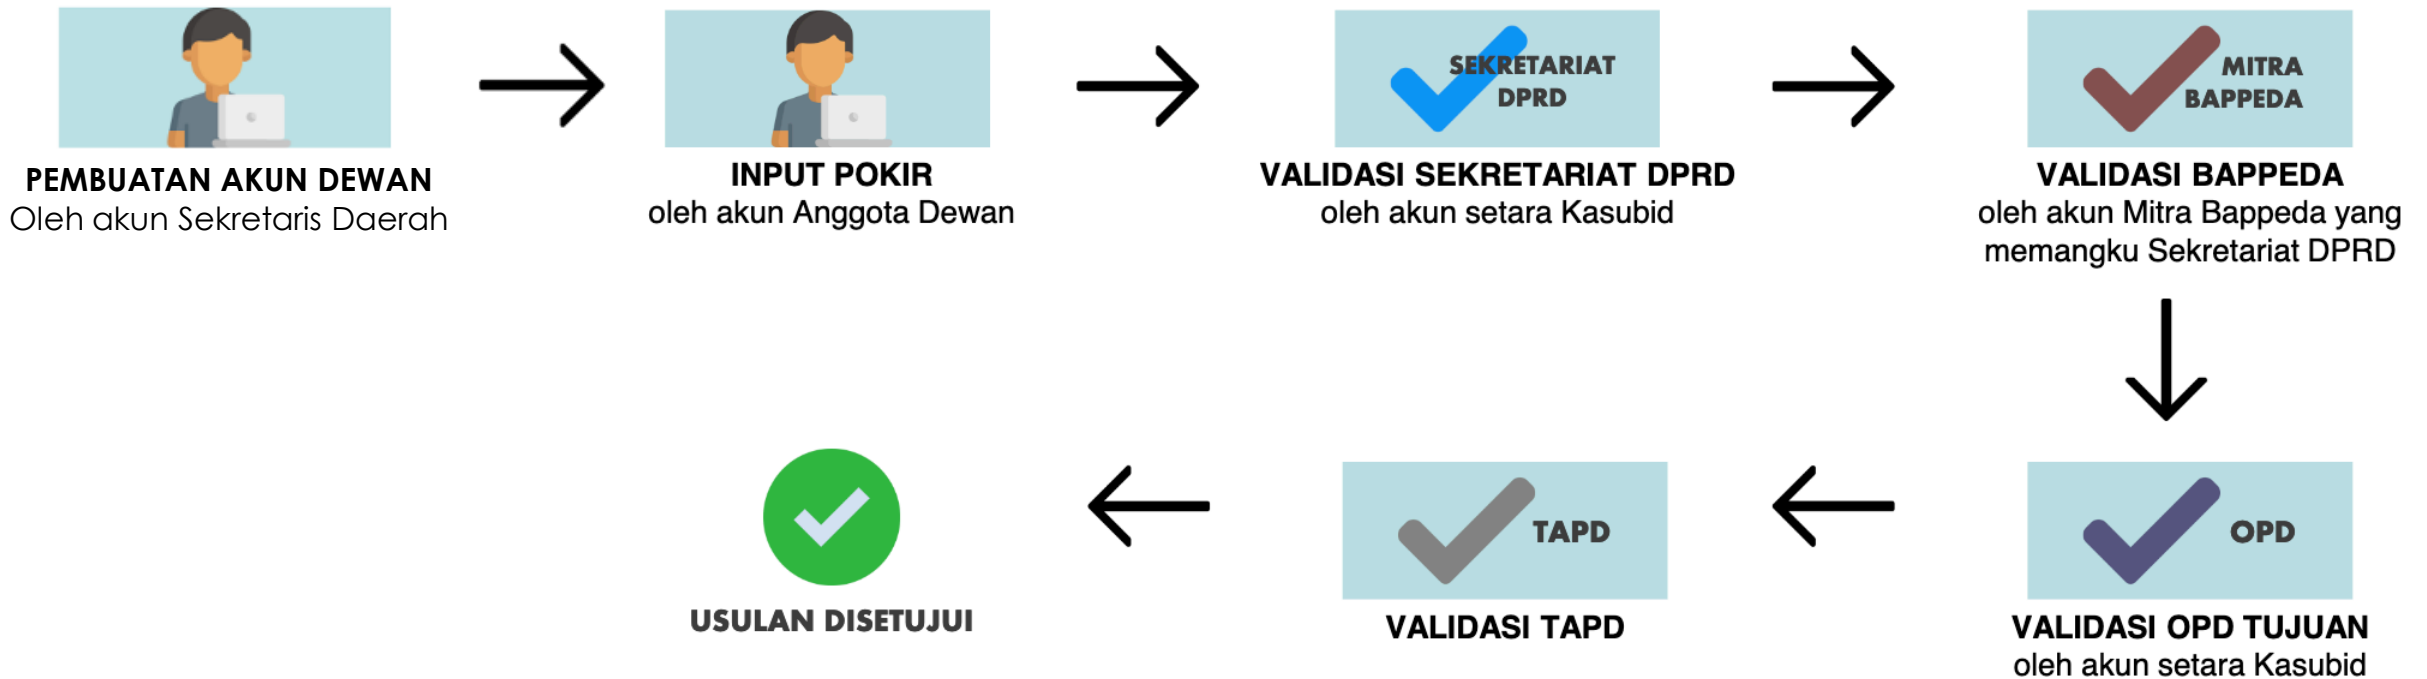 SEKRETARIAT
DPRD
MITRA
BAPPEDA
PEMBUATAN AKUN DEWAN
Oleh akun Sekretaris Daerah
INPUT POKIR
oleh akun Anggota Dewan
VALIDASI SEKRETARIAT DPRD
oleh akun setara Kasubid
VALIDASI BAPPEDA
oleh akun Mitra Bappeda yang
memangku Sekretariat DPRD
OPD
VALIDASI OPD TUJUAN
oleh akun setara Kasubid
TAPD
VALIDASI TAPD
USULAN DISETUJUI